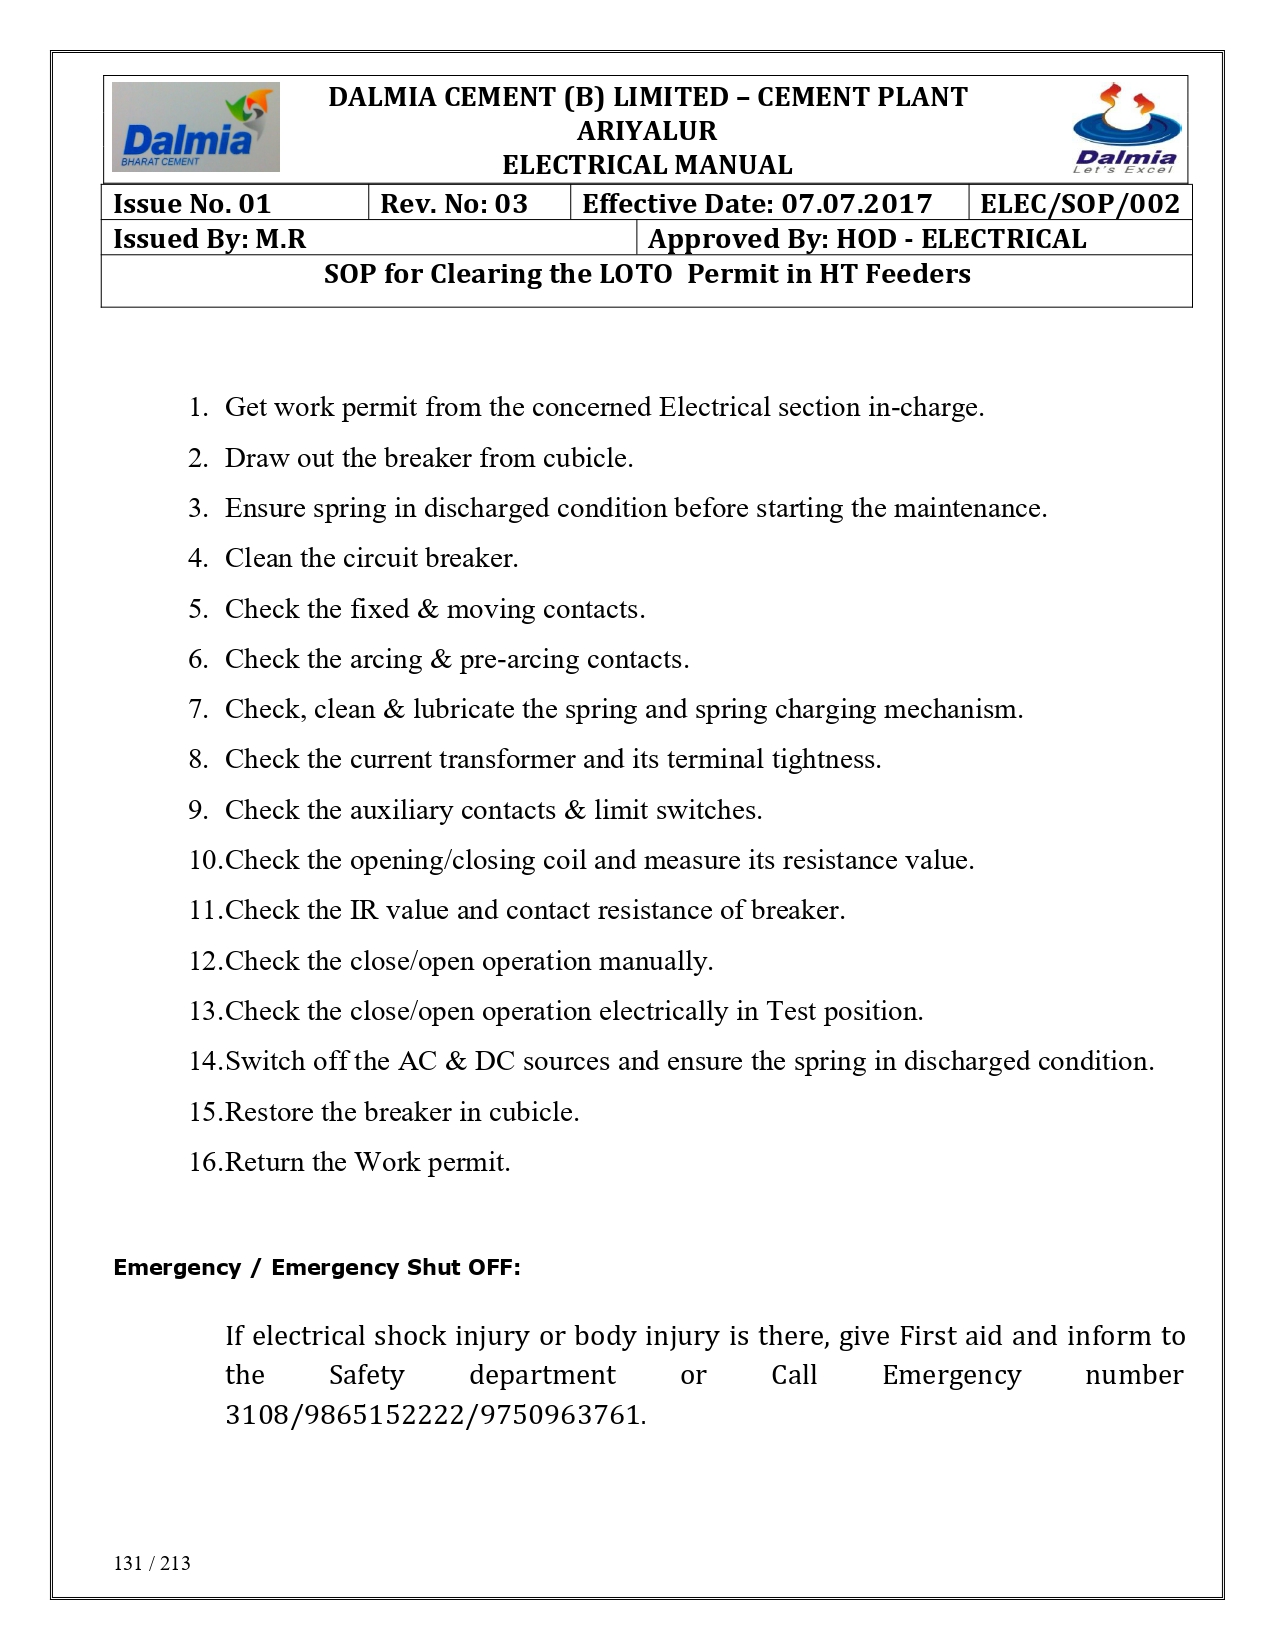 Dalmia
BHARAT CEMENT
DALMIA CEMENT (B) LIMITED – CEMENT PLANT
ARIYALUR
ELECTRICAL MANUAL
Dalmia
Let's Excel
Issue No. 01 Rev. No: 03 Effective Date: 07.07.2017 ELEC/SOP/002
Issued By: M.R Approved By: HOD - ELECTRICAL
SOP for Clearing the LOTO Permit in HT Feeders
1. Get work permit from the concerned Electrical section in-charge.
2. Draw out the breaker from cubicle.
3. Ensure spring in discharged condition before starting the maintenance.
4. Clean the circuit breaker.
5. Check the fixed & moving contacts.
6. Check the arcing & pre-arcing contacts.
7. Check, clean & lubricate the spring and spring charging mechanism.
8. Check the current transformer and its terminal tightness.
9. Check the auxiliary contacts & limit switches.
10.Check the opening/closing coil and measure its resistance value.
11.Check the IR value and contact resistance of breaker.
12.Check the close/open operation manually.
13.Check the close/open operation electrically in Test position.
14.Switch off the AC & DC sources and ensure the spring in discharged condition.
15.Restore the breaker in cubicle.
16.Return the Work permit.
Emergency / Emergency Shut OFF:
If electrical shock injury or body injury is there, give First aid and inform to
the Safety department or Call Emergency number
3108/9865152222/9750963761.
131 / 213